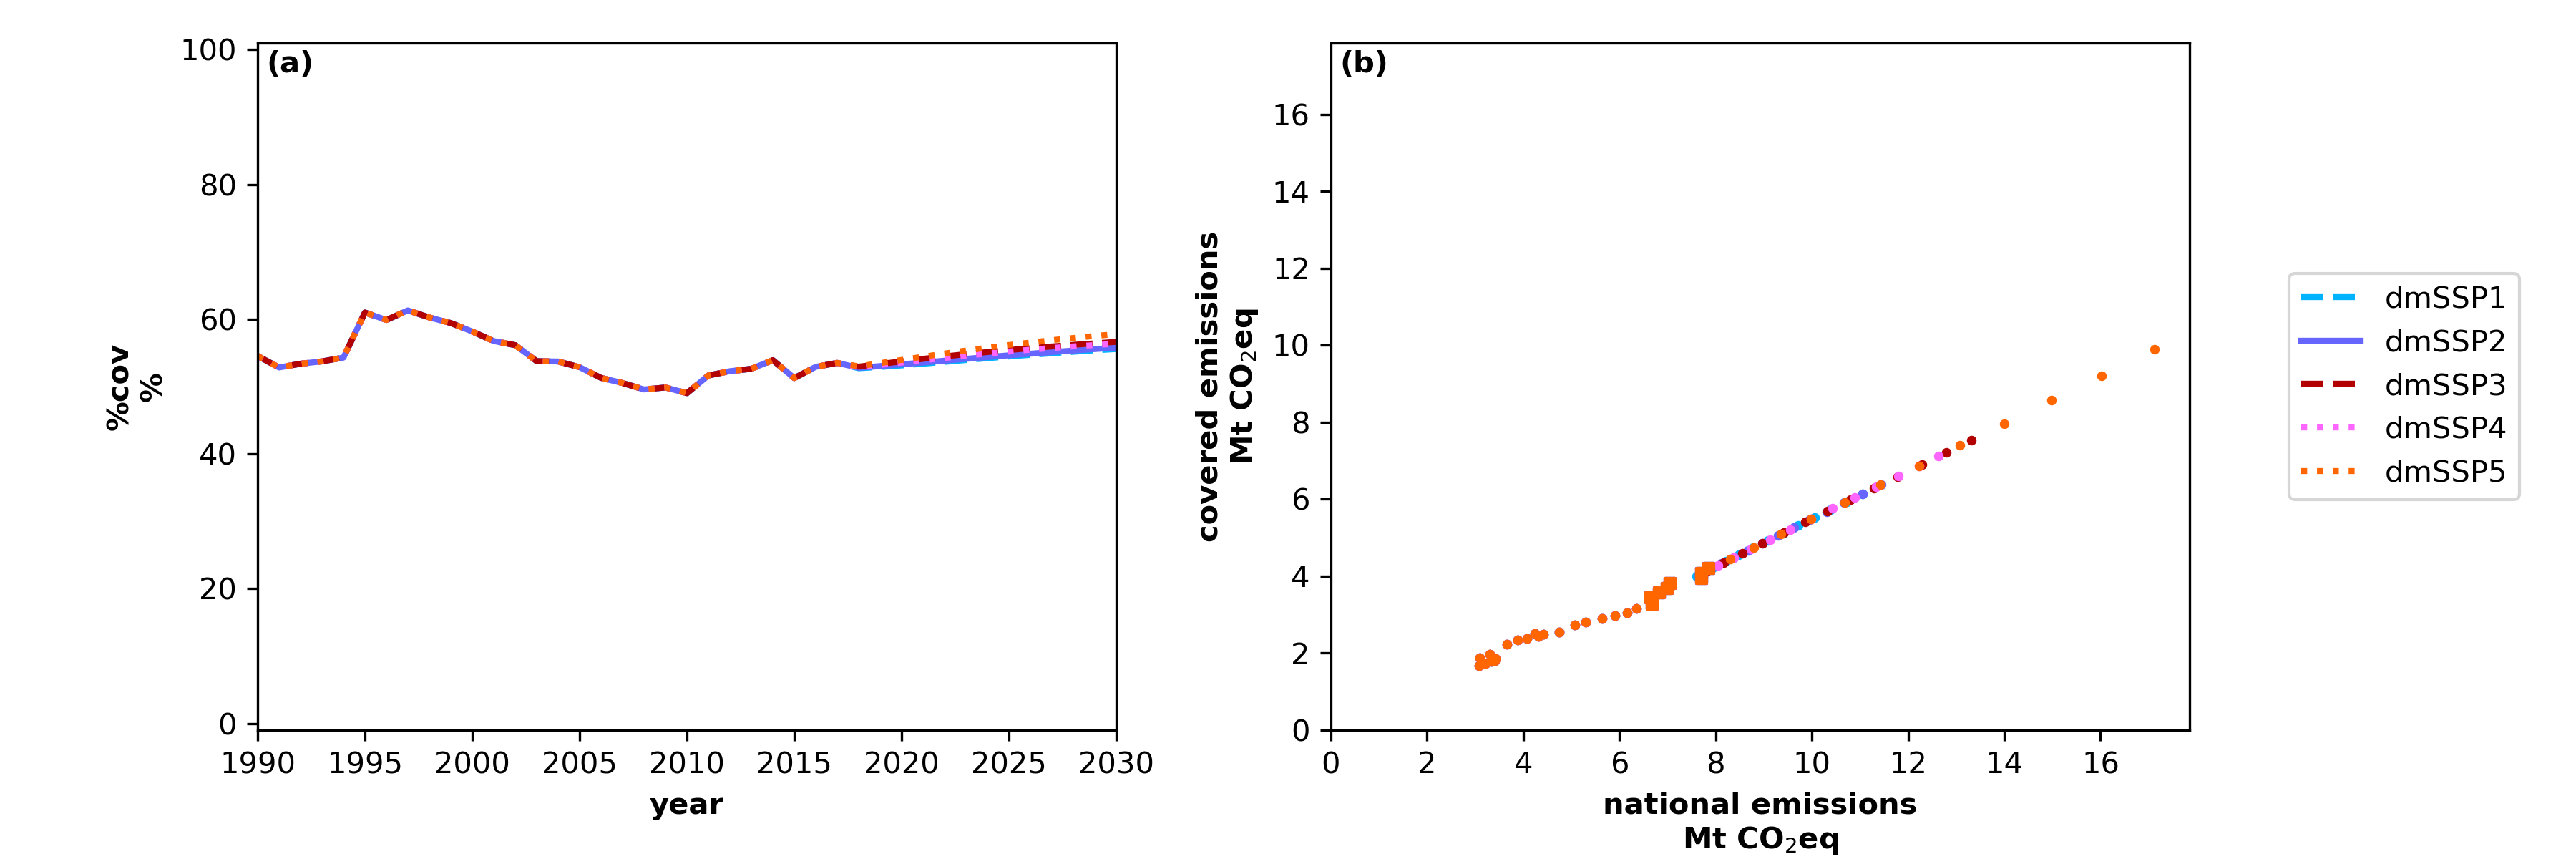 (a)
100
80
60
40
20
0
%cov
%
1990 1995 2000 2005 2010 2015 2020 2025 2030
year
(b)
16
14
12
10
8
6
4
2
0
covered emissions
Mt CO₂eq
0 2 4 6 8 10 12 14 16
national emissions
Mt CO₂eq
dmSSP1
dmSSP2
dmSSP3
dmSSP4
dmSSP5